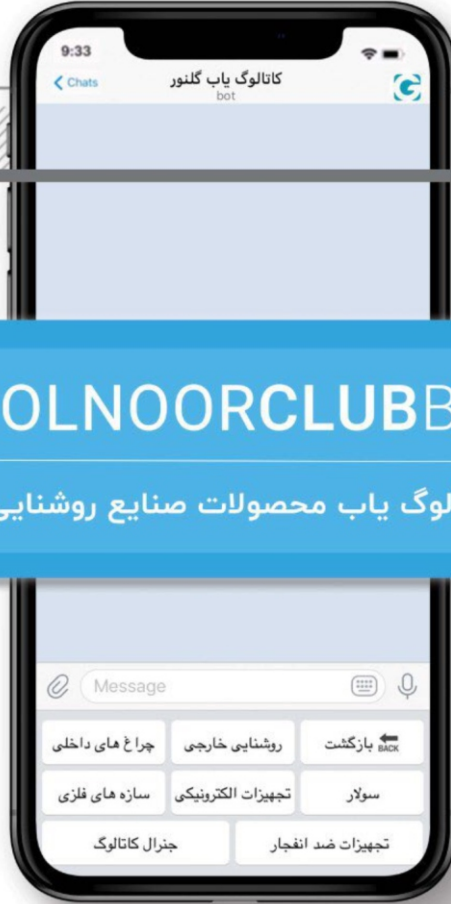 9:33
Chats
کاتالوگ یاب گلنور
bot
OLNOORCLUBB
لوگ یاب محصولات صنایع روشنایی
Message
بازگشت BACK روشنایی خارجی چراغ های داخلی
سولار تجهیزات الکترونیکی سازه های فلزی
تجهیزات ضد انفجار جنرال کاتالوگ